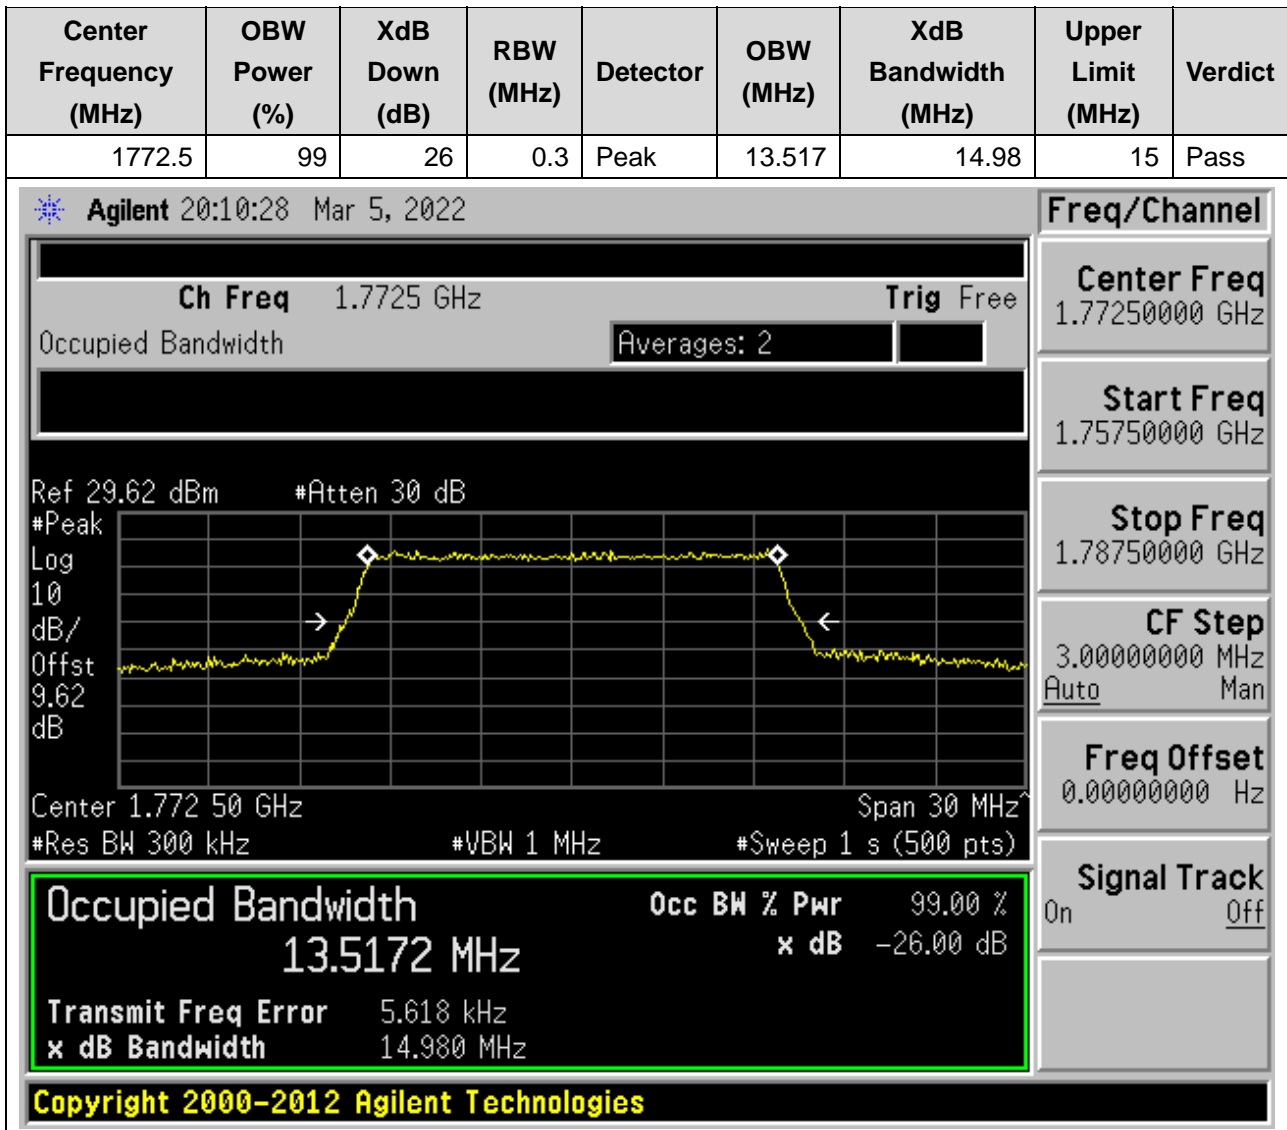 Center Frequency (MHz) OBW Power (%) XdB Down (dB) RBW (MHz) Detector OBW (MHz) XdB Bandwidth (MHz) Upper Limit (MHz) Verdict
1772.5 99 26 0.3 Peak 13.517 14.98 15 Pass
Agilent 20:10:28 Mar 5, 2022
Freq/Channel
Ch Freq 1.7725 GHz Trig Free
Occupied Bandwidth Averages: 2
Center Freq
1.77250000 GHz
Start Freq
1.75750000 GHz
Stop Freq
1.78750000 GHz
CF Step
3.00000000 MHz
Auto Man
Freq Offset
0.00000000 Hz
Signal Track
On Off
Ref 29.62 dBm #Atten 30 dB
#Peak
Log
10
dB/
Offst
9.62
dB
Center 1.772 50 GHz Span 30 MHz^
#Res BW 300 kHz #VBW 1 MHz #Sweep 1 s (500 pts)
Occupied Bandwidth Occ BW % Pwr 99.00 %
13.5172 MHz x dB -26.00 dB
Transmit Freq Error 5.618 kHz
x dB Bandwidth 14.980 MHz
Copyright 2000-2012 Agilent Technologies